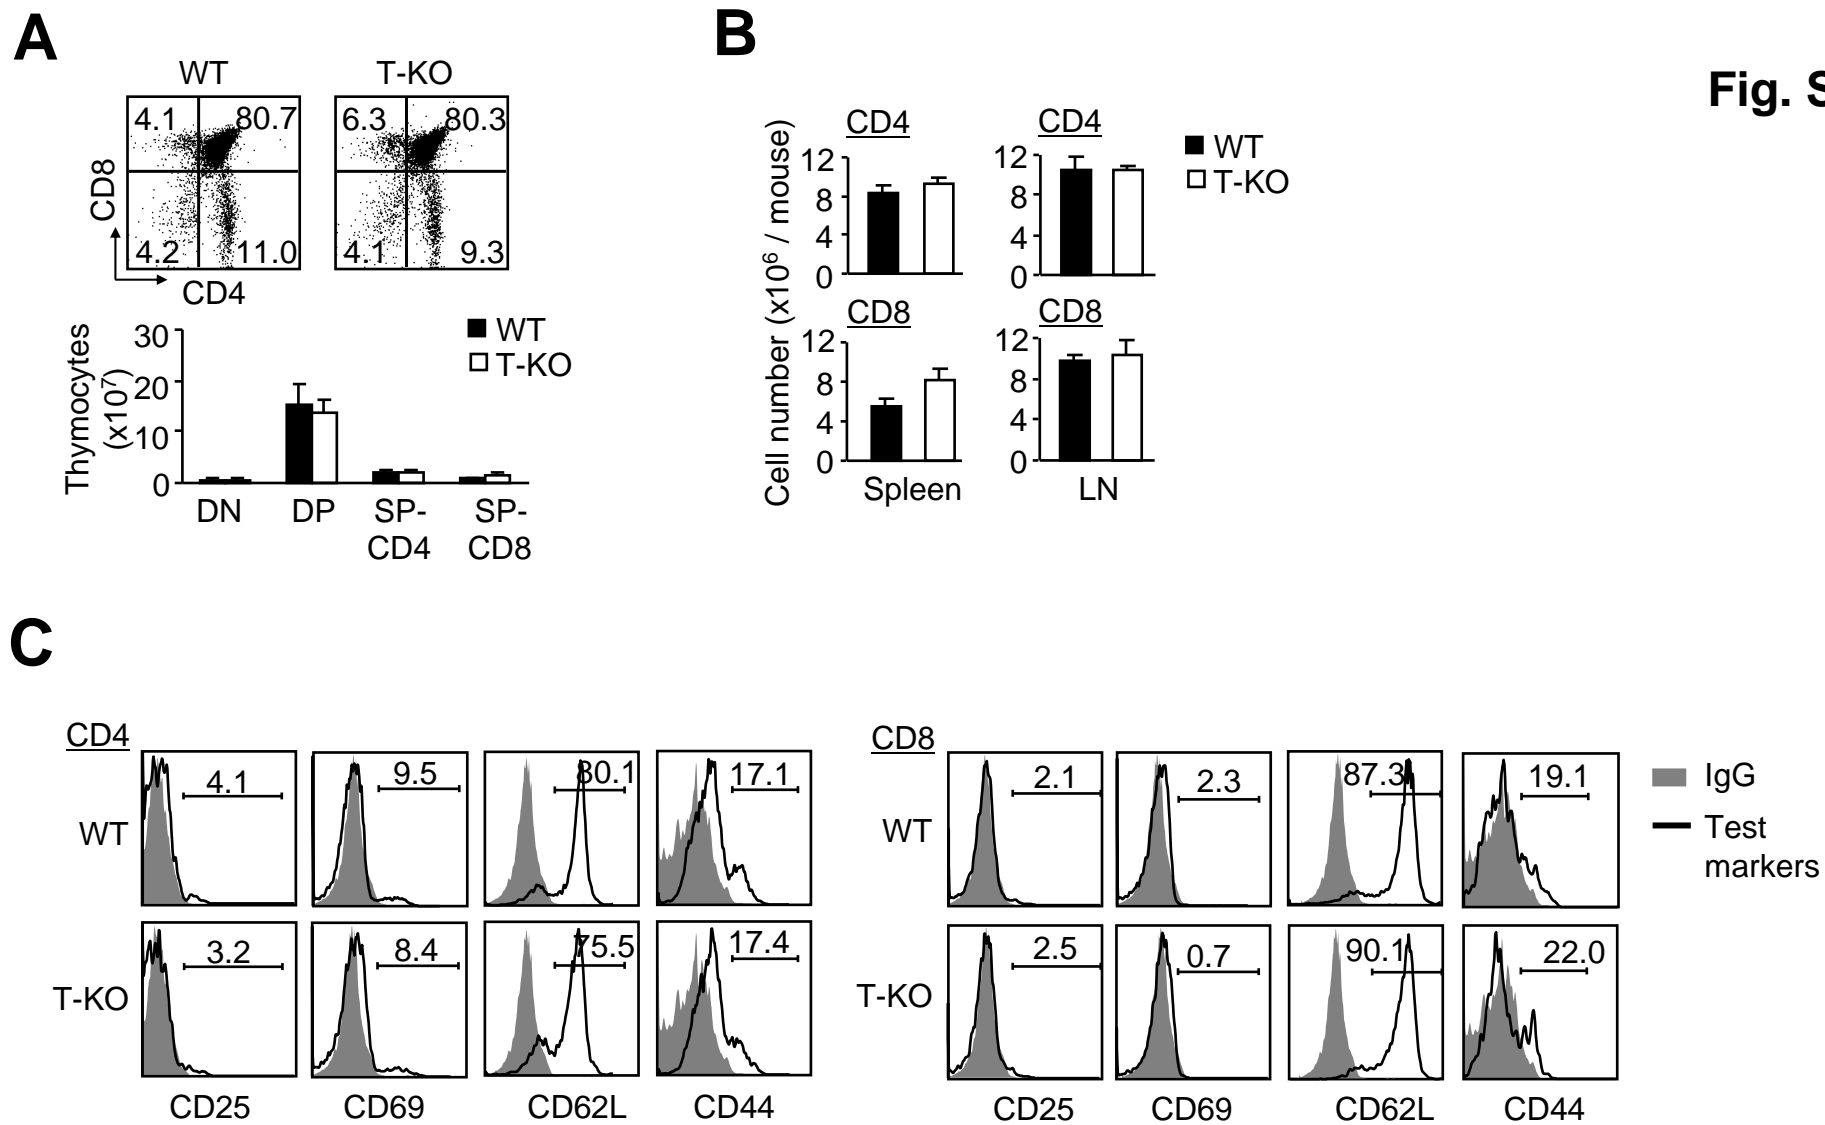 A
WT
T-KO
4.1
80.7
4.2
11.0
6.3
80.3
4.1
9.3
CD8
CD4
Thymocytes
(x10⁷)
30
20
10
0
WT
T-KO
DN
DP
SP-
CD4
SP-
CD8
B
Fig. S
Cell number (x10⁶ / mouse)
CD4
12
8
4
0
CD4
12
8
4
0
WT
T-KO
CD8
12
8
4
0
CD8
12
8
4
0
Spleen
LN
C
CD4
WT
4.1
9.5
80.1
17.1
T-KO
3.2
8.4
75.5
17.4
CD25
CD69
CD62L
CD44
CD8
WT
2.1
2.3
87.3
19.1
T-KO
2.5
0.7
90.1
22.0
CD25
CD69
CD62L
CD44
IgG
Test
markers